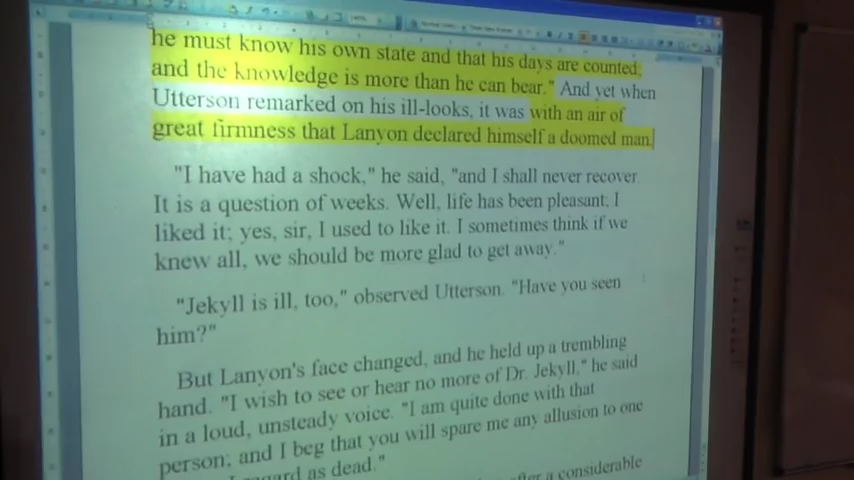 he must know his own state and that his days are counted;
and the knowledge is more than he can bear." And yet when
Utterson remarked on his ill-looks, it was with an air of
great firmness that Lanyon declared himself a doomed man.
"I have had a shock," he said, "and I shall never recover.
It is a question of weeks. Well, life has been pleasant; I
liked it; yes, sir, I used to like it. I sometimes think if we
knew all, we should be more glad to get away."
"Jekyll is ill, too," observed Utterson. "Have you seen
him?"
But Lanyon's face changed, and he held up a trembling
hand. "I wish to see or hear no more of Dr. Jekyll," he said
in a loud, unsteady voice. "I am quite done with that
person; and I beg that you will spare me any allusion to one
regard as dead."
after a considerable